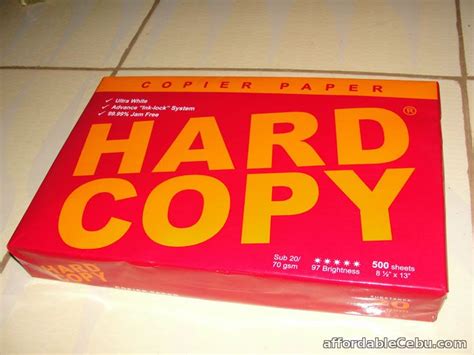 COPIER PAPER
✓ Ultra White
✓ Advance "Ink-lock" System
✓ 99.99% Jam Free
HARD®
COPY
Sub 20/
70 gsm
★★★★★
97 Brightness
500 sheets
8 ½" x 13"
HARD
COPY
affordableCebu.com